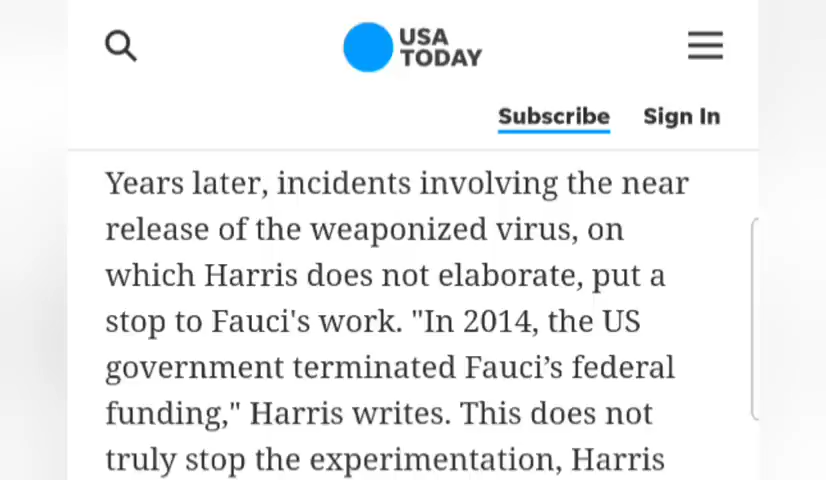 USA
TODAY
Subscribe Sign In
Years later, incidents involving the near
release of the weaponized virus, on
which Harris does not elaborate, put a
stop to Fauci's work. "In 2014, the US
government terminated Fauci’s federal
funding," Harris writes. This does not
truly stop the experimentation, Harris